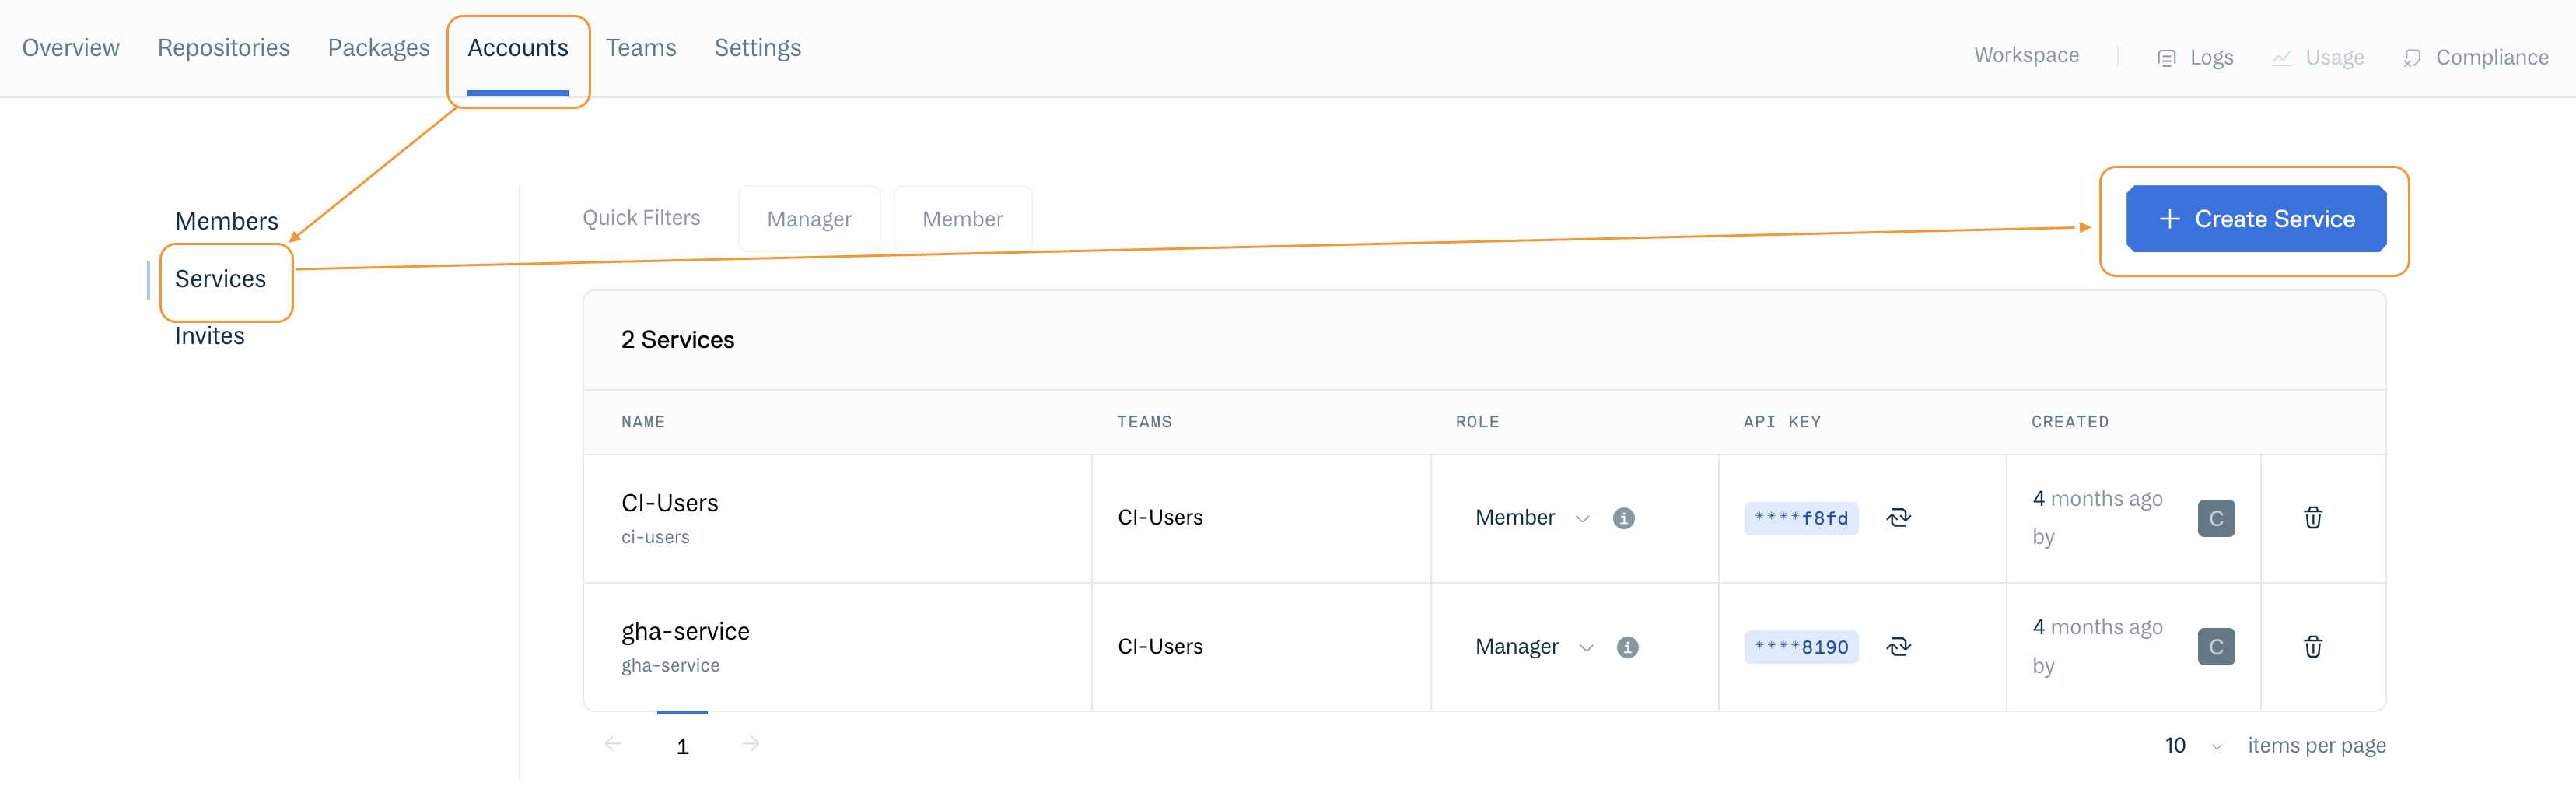 Overview Repositories Packages Accounts Teams Settings Workspace Logs Usage Compliance
Members
Services
Invites
Quick Filters Manager Member + Create Service
2 Services
NAME TEAMS ROLE API KEY CREATED
CI-Users
ci-users
CI-Users
Member
****f8fd
4 months ago
by
C
gha-service
gha-service
CI-Users
Manager
****8190
4 months ago
by
C
1
10 items per page